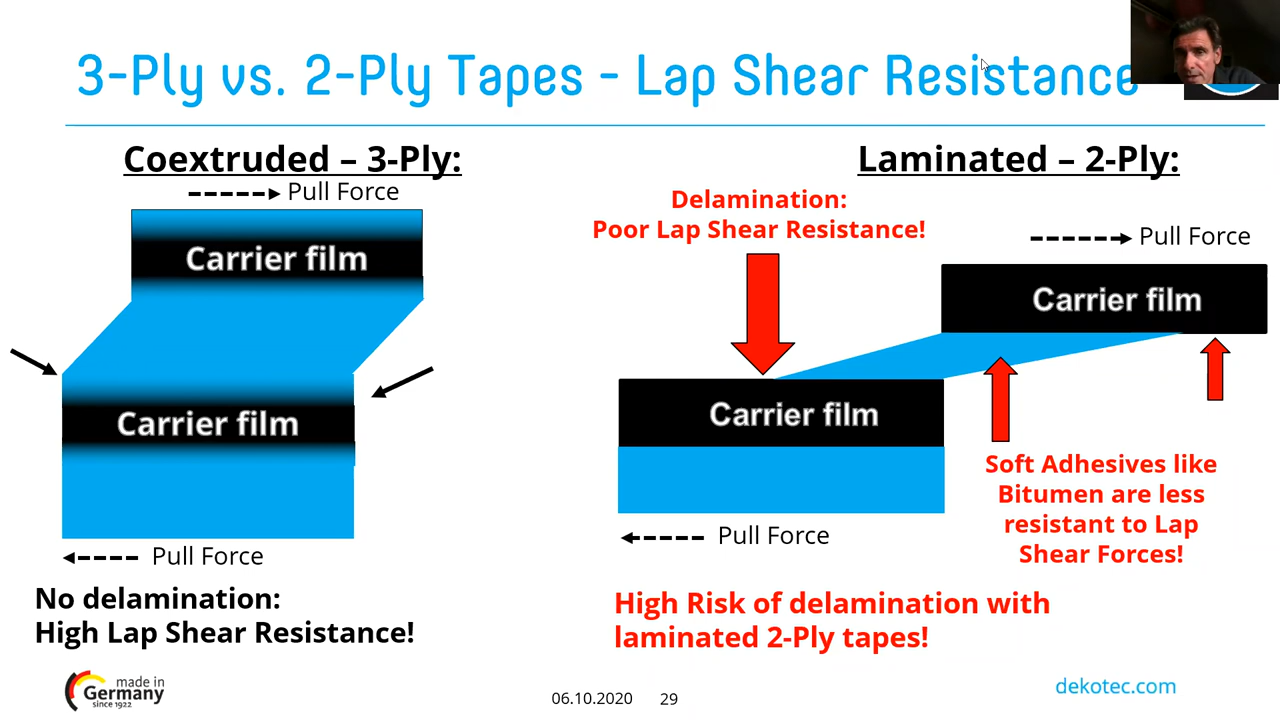 3-Ply vs. 2-Ply Tapes - Lap Shear Resistance
Coextruded – 3-Ply:
Pull Force
Carrier film
Carrier film
Pull Force
No delamination:
High Lap Shear Resistance!
Laminated – 2-Ply:
Delamination:
Poor Lap Shear Resistance!
Pull Force
Carrier film
Carrier film
Soft Adhesives like
Bitumen are less
resistant to Lap
Shear Forces!
Pull Force
High Risk of delamination with
laminated 2-Ply tapes!
made in
Germany
since 1922
06.10.2020
29
dekotec.com